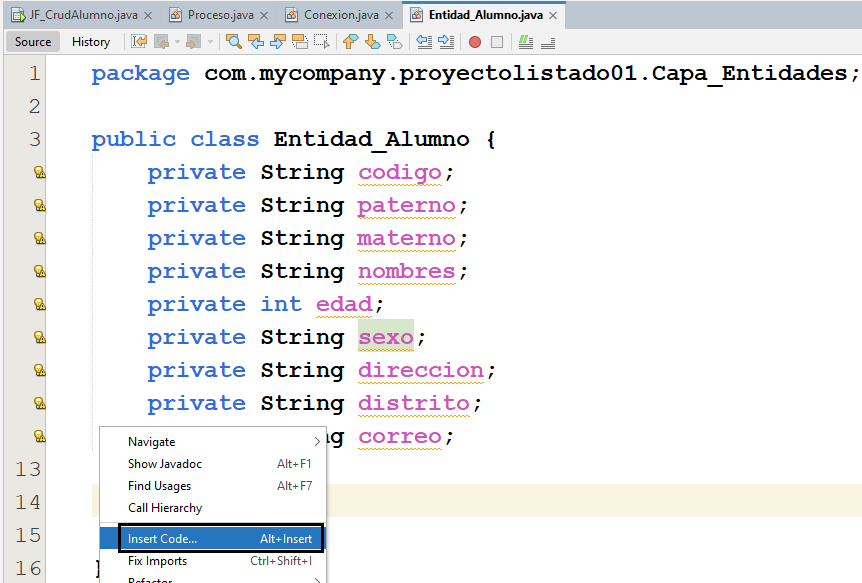 JF_CrudAlumno.java Proceso.java Conexion.java Entidad_Alumno.java
Source History
1 package com.mycompany.proyectolistado01.Capa_Entidades;
2
3 public class Entidad_Alumno {
private String codigo;
private String paterno;
private String materno;
private String nombres;
private int edad;
private String sexo;
private String direccion;
private String distrito;
g correo;
Navigate
13
Show Javadoc Alt+F1
Find Usages Alt+F7
14
Call Hierarchy
15
Insert Code... Alt+Insert
16 }
Fix Imports Ctrl+Shift+I
Refactor